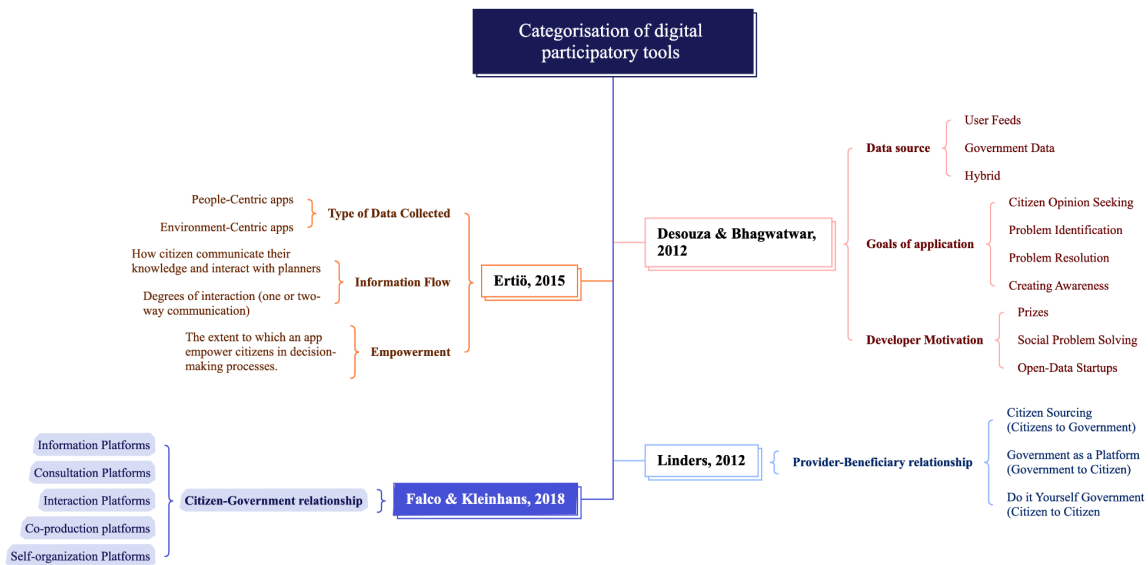 Categorisation of digital
participatory tools
Desouza & Bhagwatwar,
2012
Data source
User Feeds
Government Data
Hybrid
Goals of application
Citizen Opinion Seeking
Problem Identification
Problem Resolution
Creating Awareness
Developer Motivation
Prizes
Social Problem Solving
Open-Data Startups
Ertiö, 2015
Type of Data Collected
People-Centric apps
Environment-Centric apps
Information Flow
How citizen communicate their
knowledge and interact with planners
Degrees of interaction (one or two-
way communication)
Empowerment
The extent to which an app
empower citizens in decision-
making processes.
Linders, 2012
Provider-Beneficiary relationship
Citizen Sourcing
(Citizens to Government)
Government as a Platform
(Government to Citizen)
Do it Yourself Government
(Citizen to Citizen
Falco & Kleinhans, 2018
Citizen-Government relationship
Information Platforms
Consultation Platforms
Interaction Platforms
Co-production platforms
Self-organization Platforms